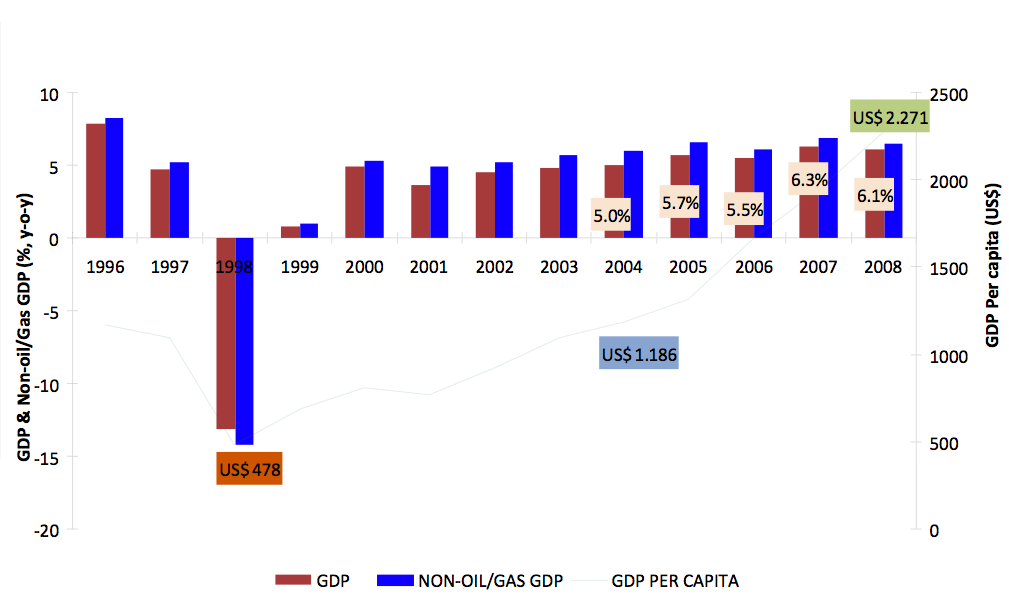 10
5
0
-5
-10
-15
-20
GDP & Non-oil/Gas GDP (%, y-o-y)
2500
2000
1500
1000
500
0
GDP Per capita (US$)
US$ 2.271
5.0%
5.7%
5.5%
6.3%
6.1%
1996 1997 1998 1999 2000 2001 2002 2003 2004 2005 2006 2007 2008
US$ 1.186
US$ 478
GDP NON-OIL/GAS GDP GDP PER CAPITA